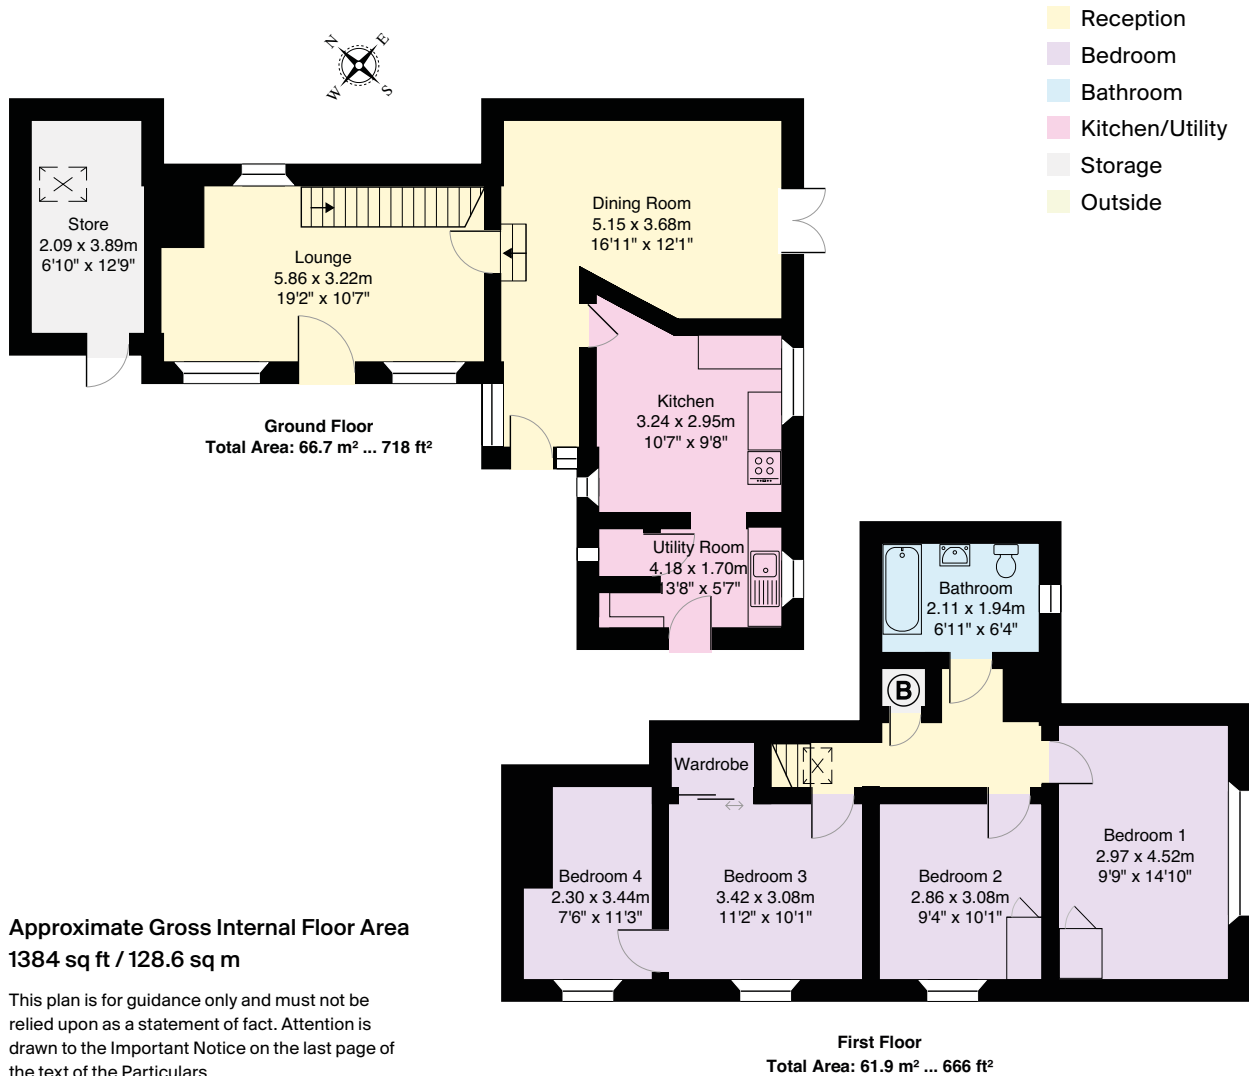 Reception
Bedroom
Bathroom
Kitchen/Utility
Storage
Outside
N
E
W
S
Store
2.09 x 3.89m
6'10" x 12'9"
Lounge
5.86 x 3.22m
19'2" x 10'7"
Dining Room
5.15 x 3.68m
16'11" x 12'1"
Kitchen
3.24 x 2.95m
10'7" x 9'8"
Ground Floor
Total Area: 66.7 m² ... 718 ft²
Utility Room
4.18 x 1.70m
13'8" x 5'7"
Bathroom
2.11 x 1.94m
6'11" x 6'4"
B
Wardrobe
Bedroom 4
2.30 x 3.44m
7'6" x 11'3"
Bedroom 3
3.42 x 3.08m
11'2" x 10'1"
Bedroom 2
2.86 x 3.08m
9'4" x 10'1"
Bedroom 1
2.97 x 4.52m
9'9" x 14'10"
Approximate Gross Internal Floor Area
1384 sq ft / 128.6 sq m
This plan is for guidance only and must not be
relied upon as a statement of fact. Attention is
drawn to the Important Notice on the last page of
the text of the Particulars
First Floor
Total Area: 61.9 m² ... 666 ft²